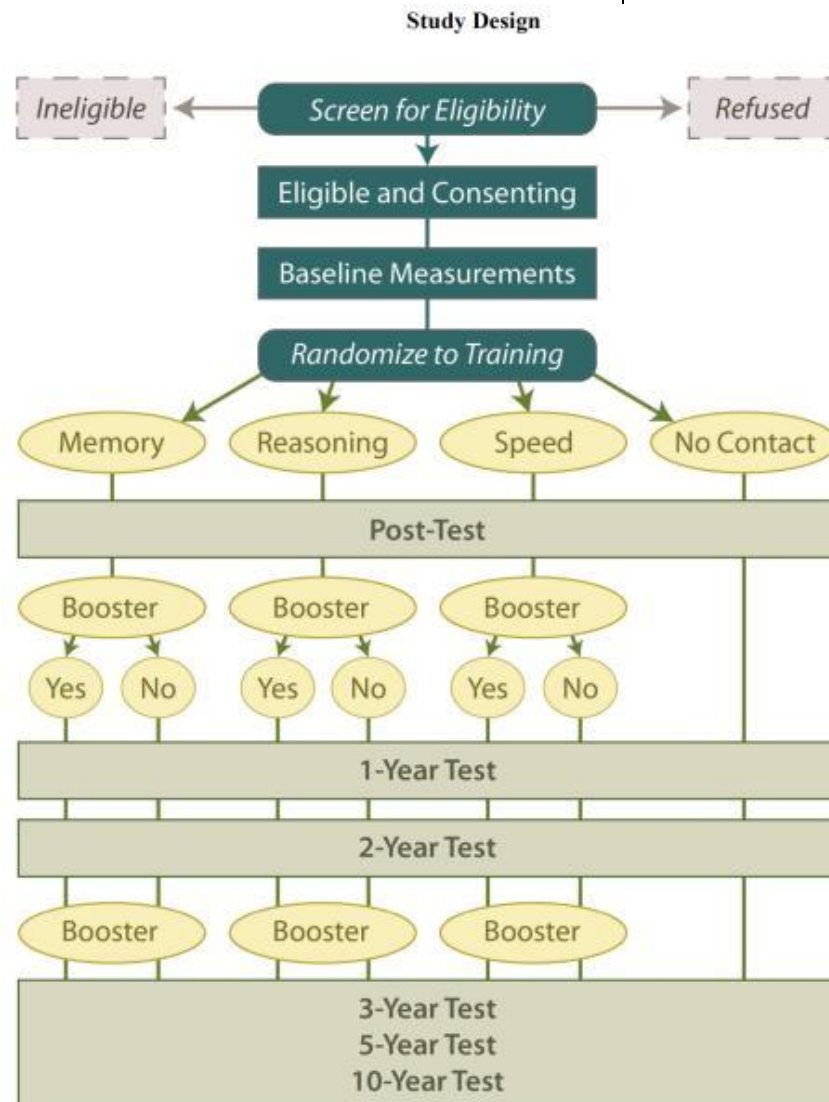 Study Design
Ineligible
Screen for Eligibility
Refused
Eligible and Consenting
Baseline Measurements
Randomize to Training
Memory
Reasoning
Speed
No Contact
Post-Test
Booster
Booster
Booster
Yes
No
Yes
No
Yes
No
1-Year Test
2-Year Test
Booster
Booster
Booster
3-Year Test
5-Year Test
10-Year Test